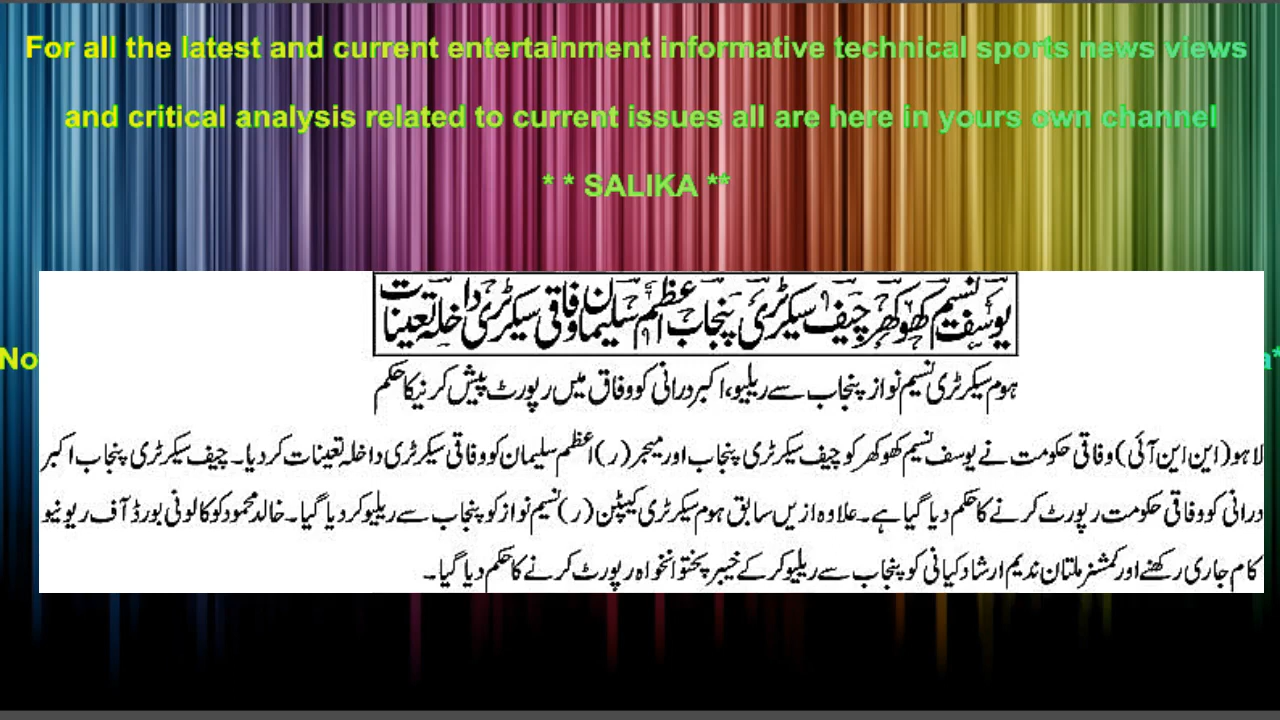 For all the latest and current entertainment informative technical sports news views
and critical analysis related to current issues all are here in yours own channel
* * SALIKA **
یوسف نسیم کھوکھر چیف سیکرٹری پنجاب اعظم سلیمان وفاقی سیکرٹری داخلہ تعینات
No
a*
ہوم سیکرٹری نسیم نواز پنجاب سے ریلیو، اکبر درانی کو وفاق میں رپورٹ پیش کرنیکا حکم
لاہو(این این آئی) وفاقی حکومت نے یوسف نسیم کھوکھر کو چیف سیکرٹری پنجاب اور میجر (ر) اعظم سلیمان کو وفاقی سیکرٹری داخلہ تعینات کر دیا۔ چیف سیکرٹری پنجاب اکبر
درانی کو وفاقی حکومت رپورٹ کرنے کا حکم دیا گیا ہے۔ علاوہ ازیں سابق ہوم سیکرٹری کیپٹن (ر) نسیم نواز کو پنجاب سے ریلیو کر دیا گیا۔ خالد محمود کو کالونی بورڈ آف ریونیو
کام جاری رکھنے اور کمشنر ملتان ندیم ارشاد کیانی کو پنجاب سے ریلیو کر کے خیبر پختوانخواہ رپورٹ کرنے کا حکم دیا گیا۔